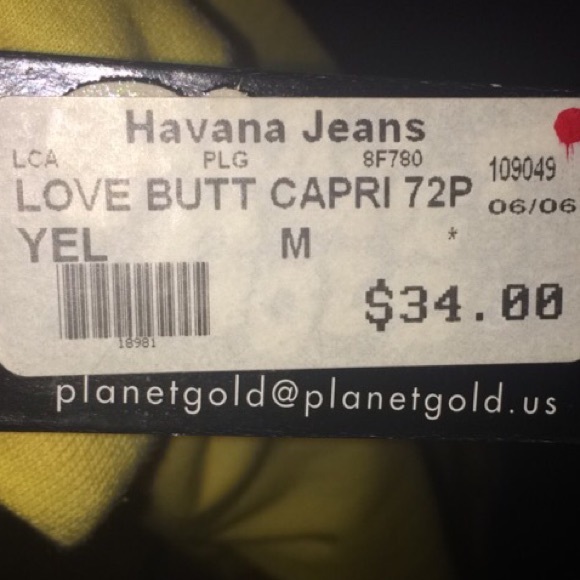 Havana Jeans
LCA PLG 8F780 109049
LOVE BUTT CAPRI 72P 06/06
YEL M *
$34.00
18981
planetgold@planetgold.us